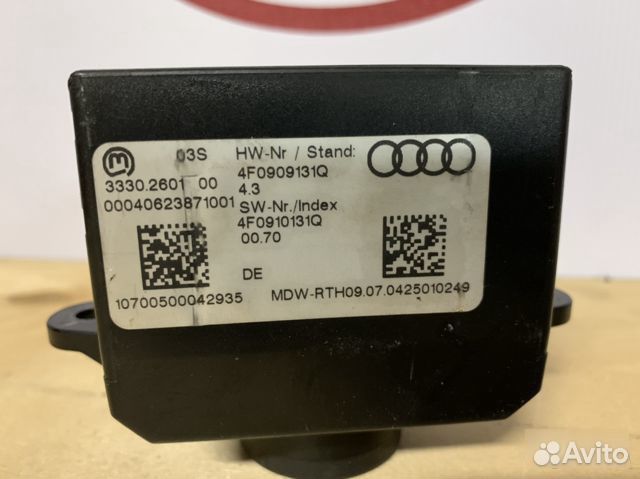 03S
HW-Nr / Stand:
3330.2601 00
4F0909131Q
4.3
00040623871001
SW-Nr./Index
4F0910131Q
00.70
DE
10700500042935
MDW-RTH09.07.0425010249
Avito